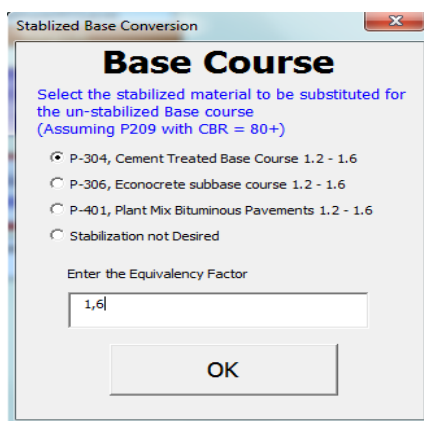 Stablized Base Conversion
Base Course
Select the stabilized material to be substituted for
the un-stabilized Base course
(Assuming P209 with CBR = 80+)
P-304, Cement Treated Base Course 1.2 - 1.6
P-306, Econocrete subbase course 1.2 - 1.6
P-401, Plant Mix Bituminous Pavements 1.2 - 1.6
Stabilization not Desired
Enter the Equivalency Factor
1,6
OK